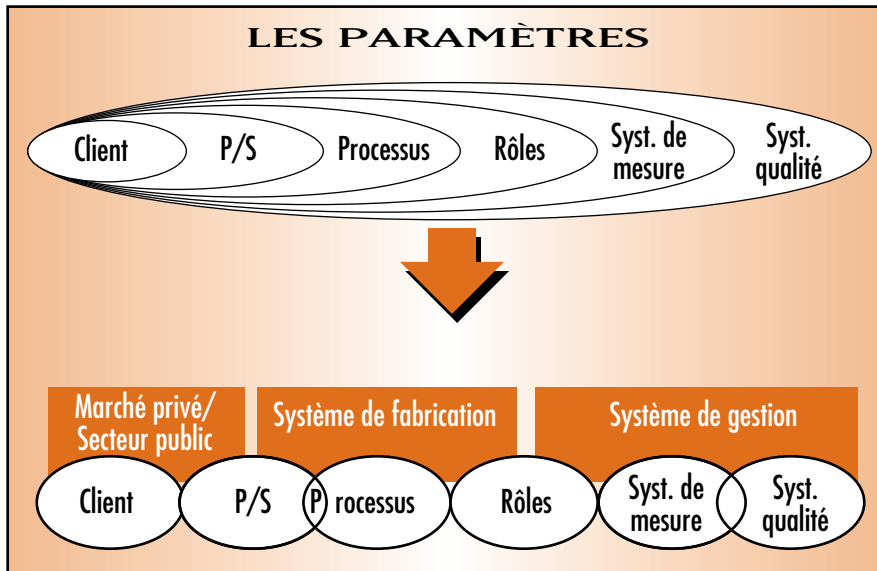 LES PARAMÈTRES
Client P/S Processus Rôles Syst. de mesure Syst. qualité
Marché privé/
Secteur public
Système de fabrication
Système de gestion
Client P/S Processus Rôles Syst. de mesure Syst. qualité